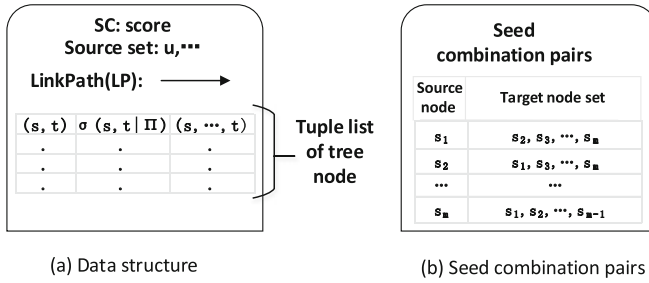 SC: score
Source set: u,···
LinkPath(LP):
(s, t) σ (s, t | Π) (s, ···, t)
. . .
. . .
. . .
Tuple list
of tree
node
(a) Data structure
Seed
combination pairs
Source
node
Target node set
s₁ s₂, s₃, ···, sₘ
s₂ s₁, s₃, ···, sₘ
··· ···
sₘ s₁, s₂, ···, sₘ₋₁
(b) Seed combination pairs